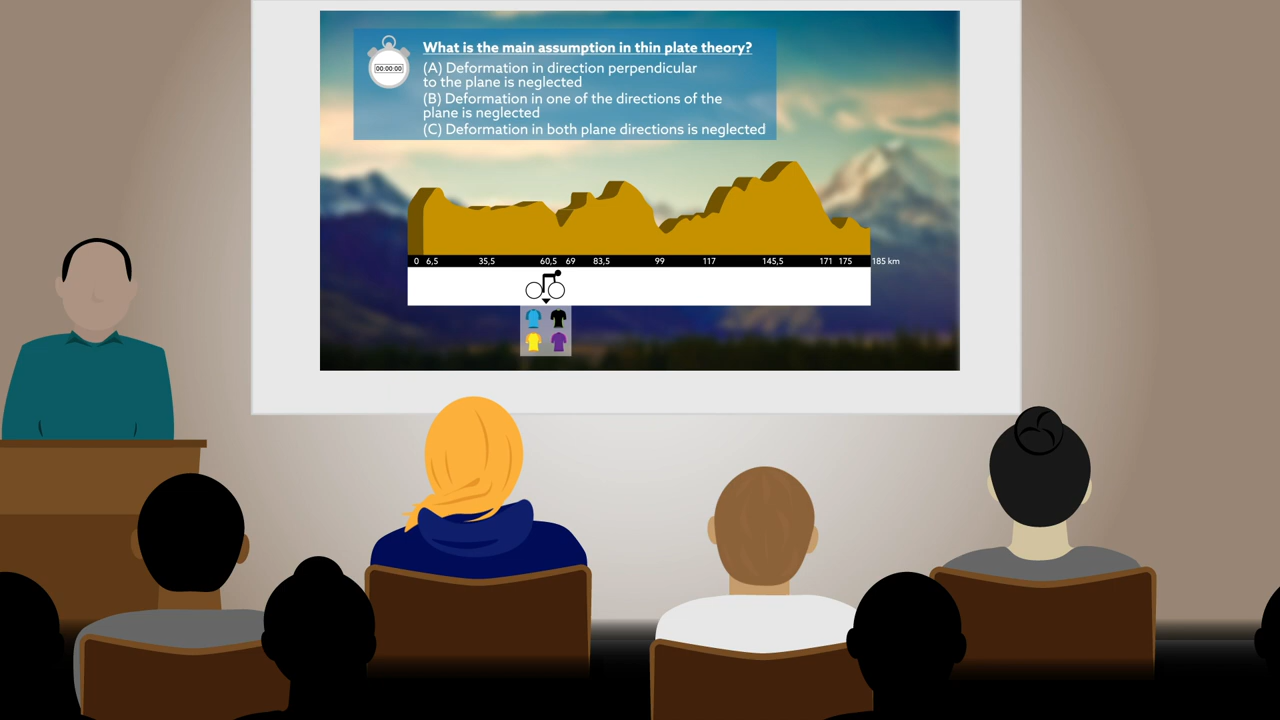 What is the main assumption in thin plate theory?
00:00:00
(A) Deformation in direction perpendicular
to the plane is neglected
(B) Deformation in one of the directions of the
plane is neglected
(C) Deformation in both plane directions is neglected
0 6,5 35,5 60,5 69 83,5 99 117 145,5 171 175 185 km